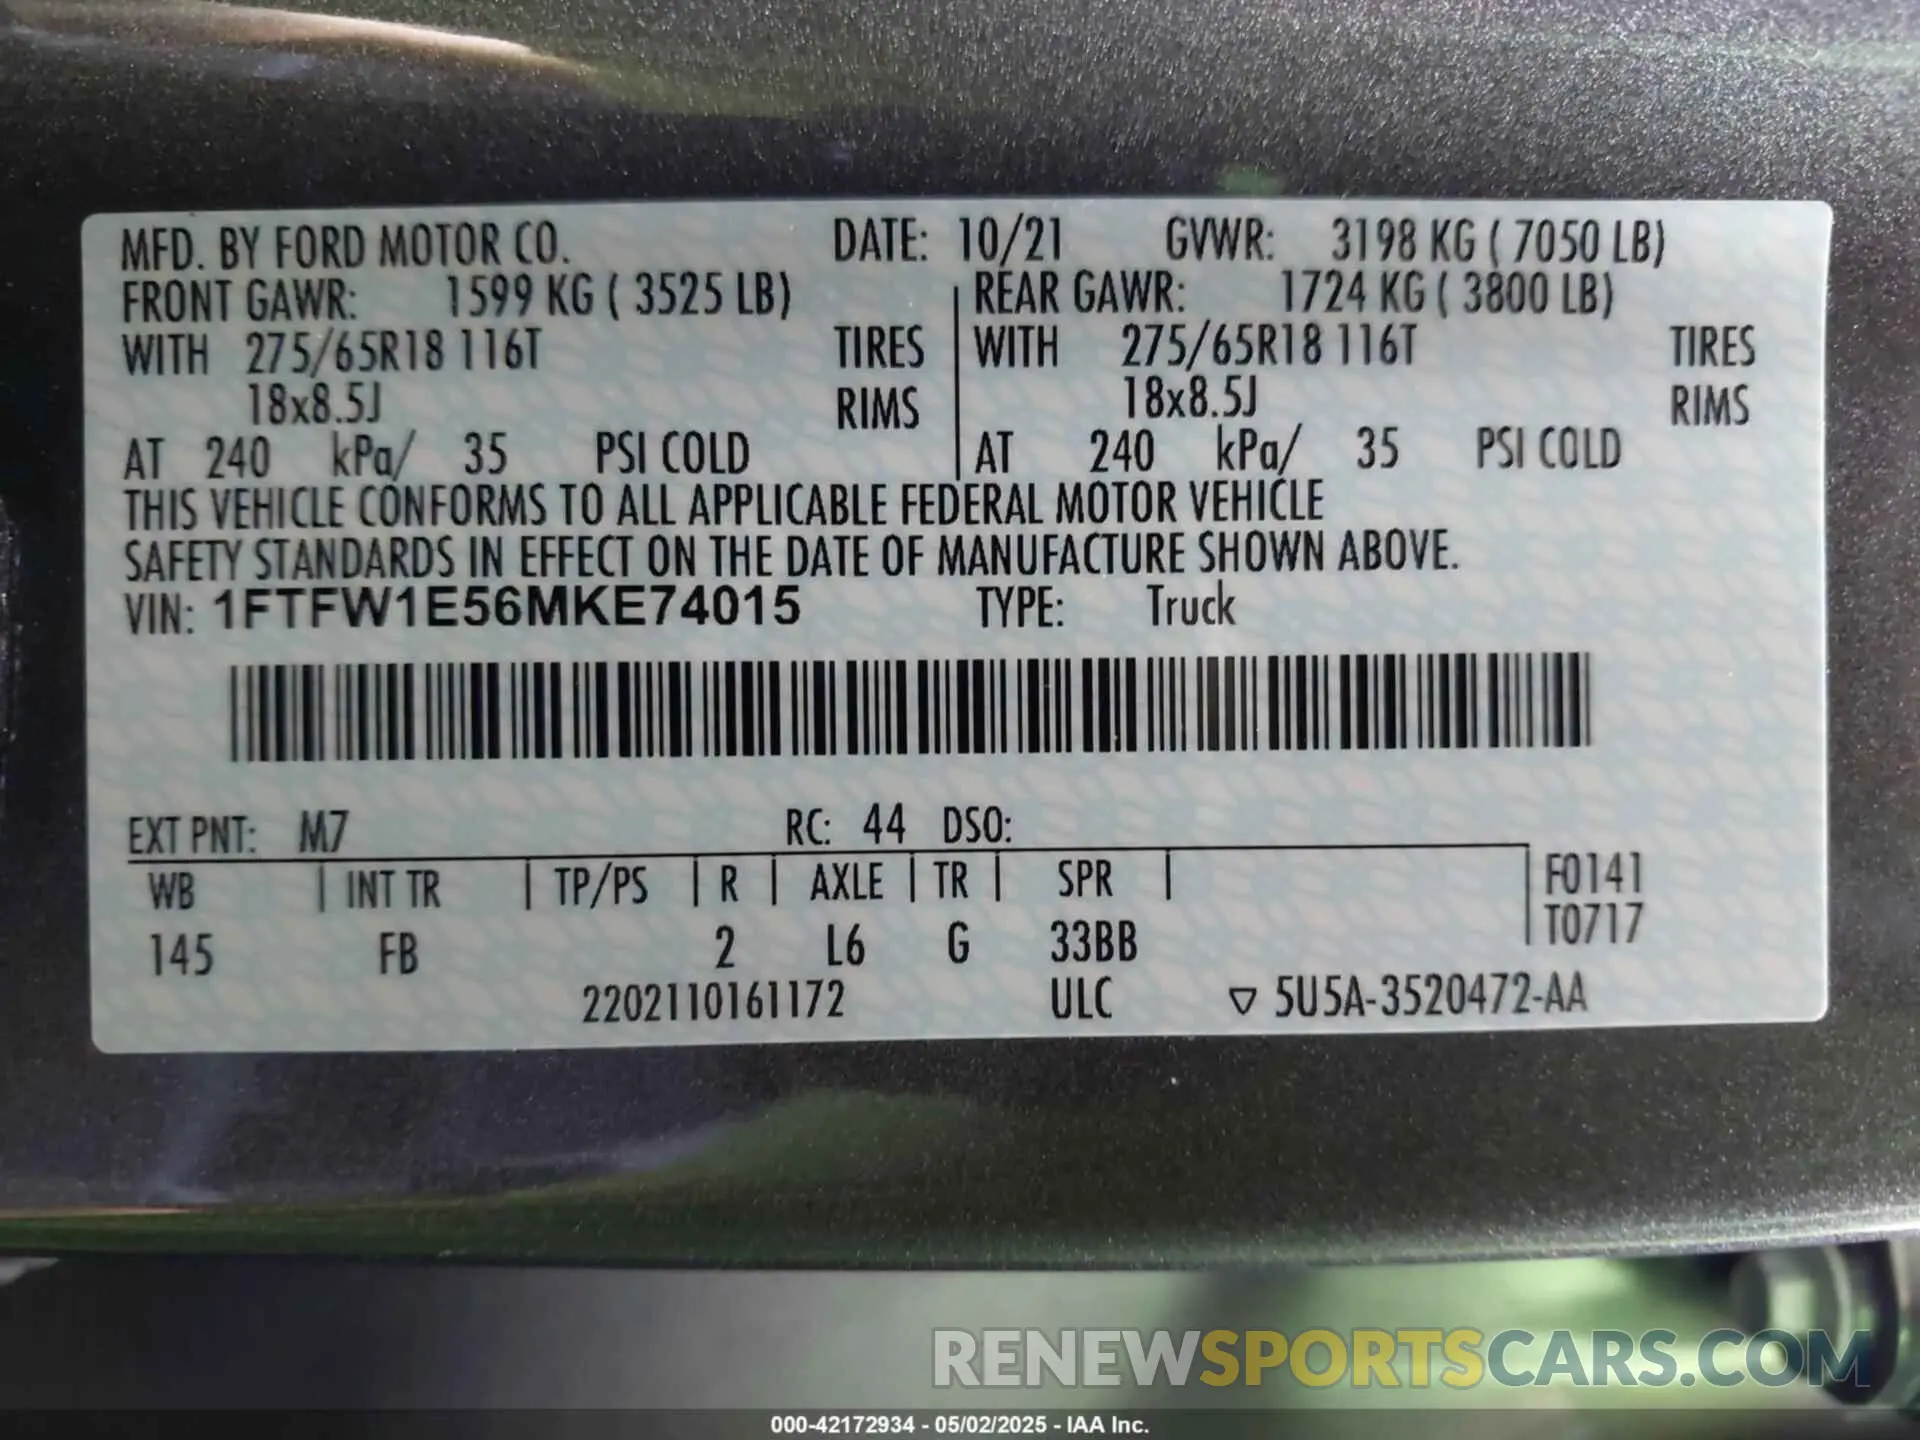 MFD. BY FORD MOTOR CO. DATE: 10/21 GVWR: 3198 KG ( 7050 LB)
FRONT GAWR: 1599 KG ( 3525 LB) REAR GAWR: 1724 KG ( 3800 LB)
WITH 275/65R18 116T TIRES WITH 275/65R18 116T TIRES
18x8.5J RIMS 18x8.5J RIMS
AT 240 kPa/ 35 PSI COLD AT 240 kPa/ 35 PSI COLD
THIS VEHICLE CONFORMS TO ALL APPLICABLE FEDERAL MOTOR VEHICLE
SAFETY STANDARDS IN EFFECT ON THE DATE OF MANUFACTURE SHOWN ABOVE.
VIN: 1FTFW1E56MKE74015 TYPE: Truck
EXT PNT: M7 RC: 44 DSO:
WB INT TR TP/PS R AXLE TR SPR F0141
T0717
145 FB 2 L6 G 33BB
2202110161172 ULC ▽ 5U5A-3520472-AA
RENEWSPORTSCARS.COM
000-42172934 - 05/02/2025 - IAA Inc.